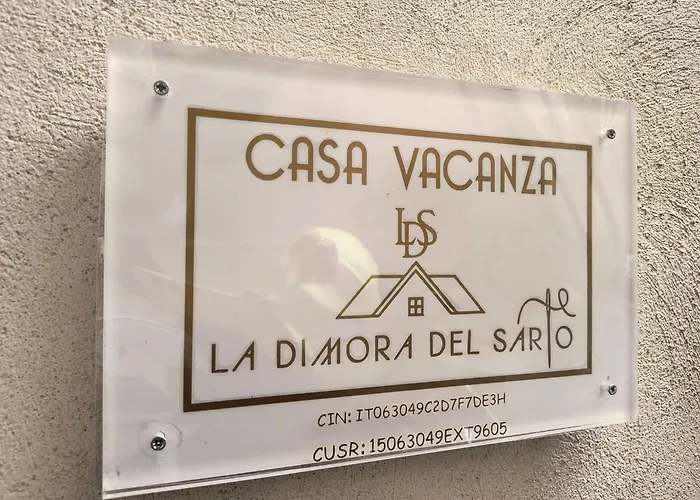 CASA VACANZA
LDS
LA DIMORA DEL SARTO
CIN: IT063049C2D7F7DE3H
CUSR: 15063049EXT9605